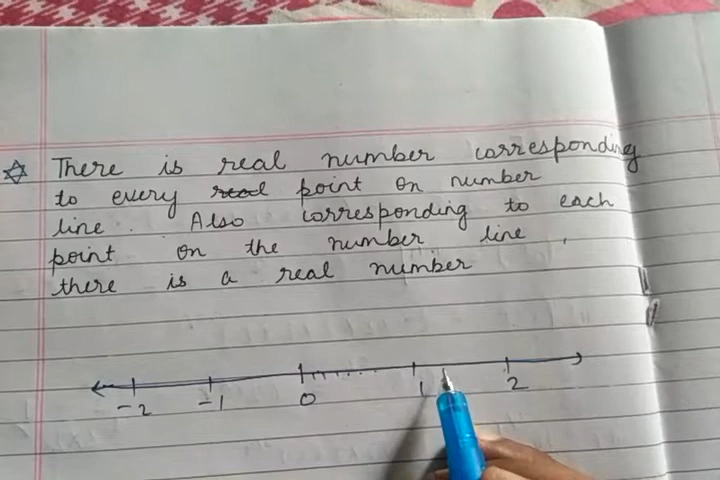 There is real number corresponding
to every real point on number
line. Also corresponding to each
point on the number line,
there is a real number
-2 -1 0 1 2